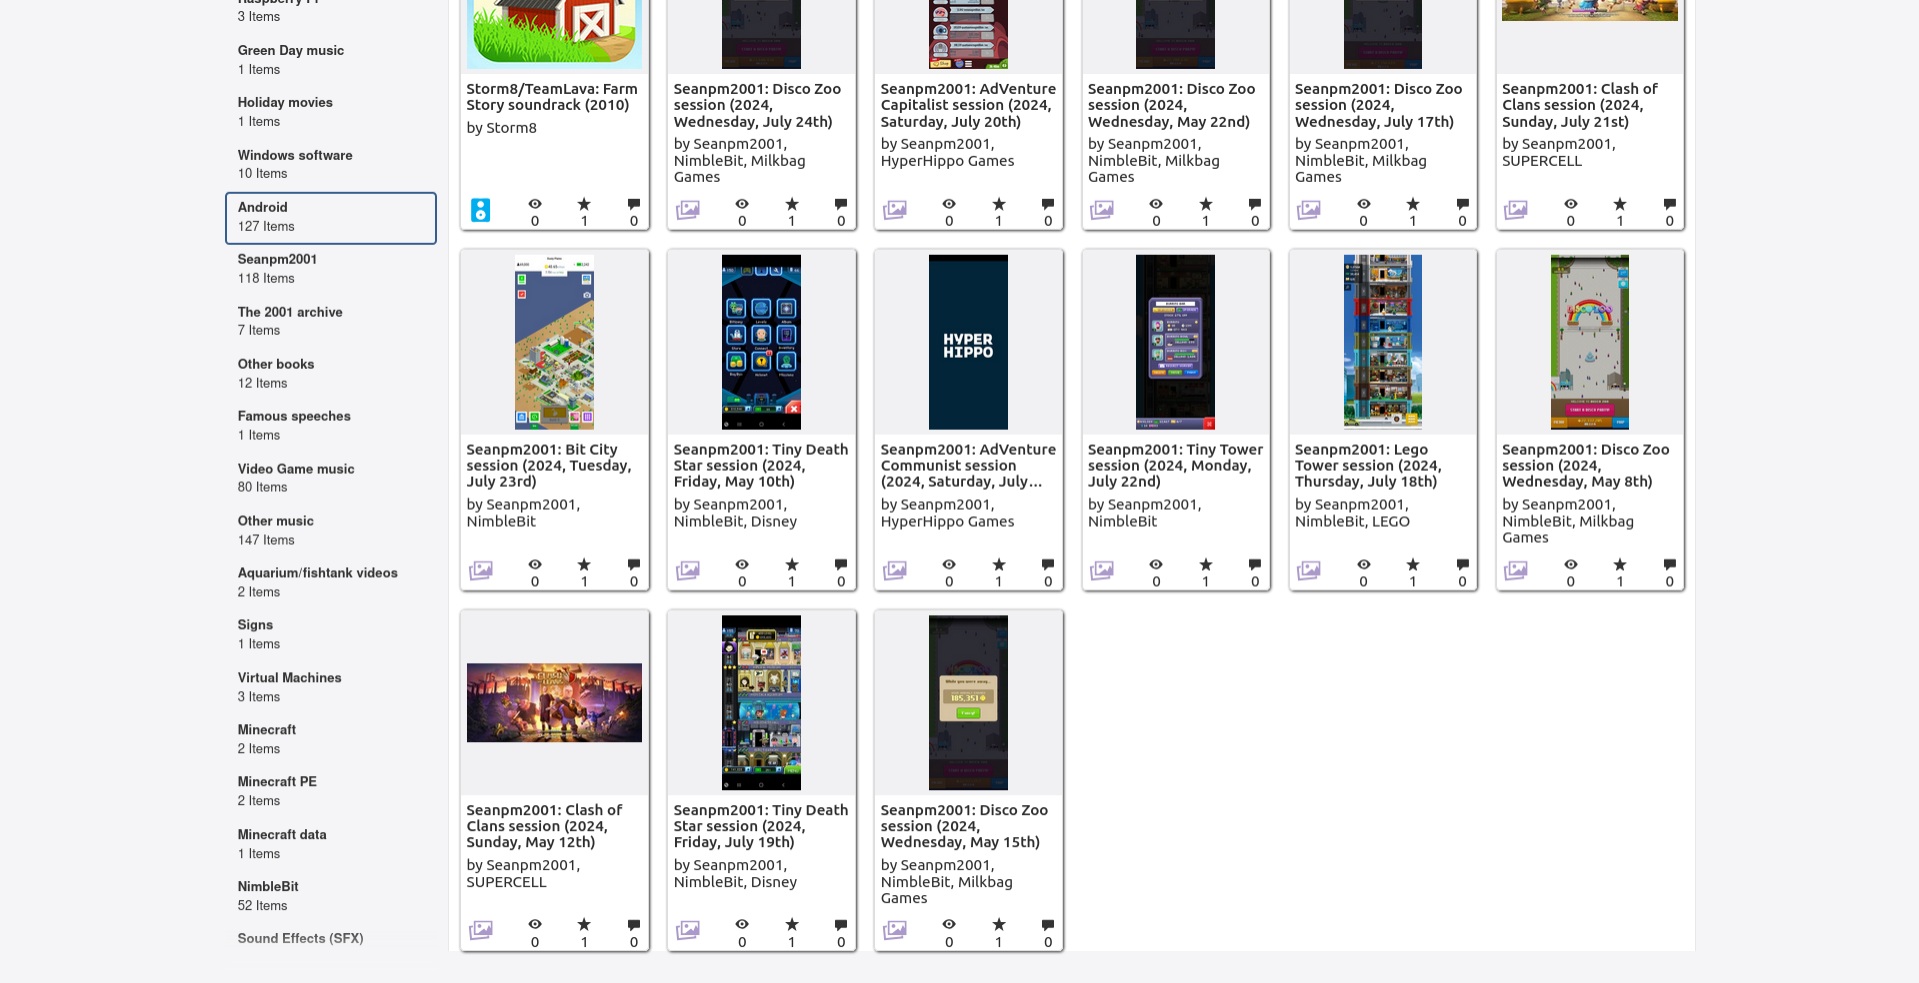 3 Items
Green Day music
1 Items
Holiday movies
1 Items
Windows software
10 Items
Android
127 Items
Seanpm2001
118 Items
The 2001 archive
7 Items
Other books
12 Items
Famous speeches
1 Items
Video Game music
80 Items
Other music
147 Items
Aquarium/fishtank videos
2 Items
Signs
1 Items
Virtual Machines
3 Items
Minecraft
2 Items
Minecraft PE
2 Items
Minecraft data
1 Items
NimbleBit
52 Items
Sound Effects (SFX)
Storm8/TeamLava: Farm
Story soundrack (2010)
by Storm8
0 1 0
Seanpm2001: Disco Zoo
session (2024,
Wednesday, July 24th)
by Seanpm2001,
NimbleBit, Milkbag
Games
0 1 0
Seanpm2001: AdVenture
Capitalist session (2024,
Saturday, July 20th)
by Seanpm2001,
HyperHippo Games
0 1 0
Seanpm2001: Disco Zoo
session (2024,
Wednesday, May 22nd)
by Seanpm2001,
NimbleBit, Milkbag
Games
0 1 0
Seanpm2001: Disco Zoo
session (2024,
Wednesday, July 17th)
by Seanpm2001,
NimbleBit, Milkbag
Games
0 1 0
Seanpm2001: Clash of
Clans session (2024,
Sunday, July 21st)
by Seanpm2001,
SUPERCELL
0 1 0
Seanpm2001: Bit City
session (2024, Tuesday,
July 23rd)
by Seanpm2001,
NimbleBit
0 1 0
Seanpm2001: Tiny Death
Star session (2024,
Friday, May 10th)
by Seanpm2001,
NimbleBit, Disney
0 1 0
HYPER
HIPPO
Seanpm2001: AdVenture
Communist session
(2024, Saturday, July...
by Seanpm2001,
HyperHippo Games
0 1 0
Seanpm2001: Tiny Tower
session (2024, Monday,
July 22nd)
by Seanpm2001,
NimbleBit
0 1 0
Seanpm2001: Lego
Tower session (2024,
Thursday, July 18th)
by Seanpm2001,
NimbleBit, LEGO
0 1 0
Seanpm2001: Disco Zoo
session (2024,
Wednesday, May 8th)
by Seanpm2001,
NimbleBit, Milkbag
Games
0 1 0
Seanpm2001: Clash of
Clans session (2024,
Sunday, May 12th)
by Seanpm2001,
SUPERCELL
0 1 0
Seanpm2001: Tiny Death
Star session (2024,
Friday, July 19th)
by Seanpm2001,
NimbleBit, Disney
0 1 0
While you were away...
185,351
Seanpm2001: Disco Zoo
session (2024,
Wednesday, May 15th)
by Seanpm2001,
NimbleBit, Milkbag
Games
0 1 0